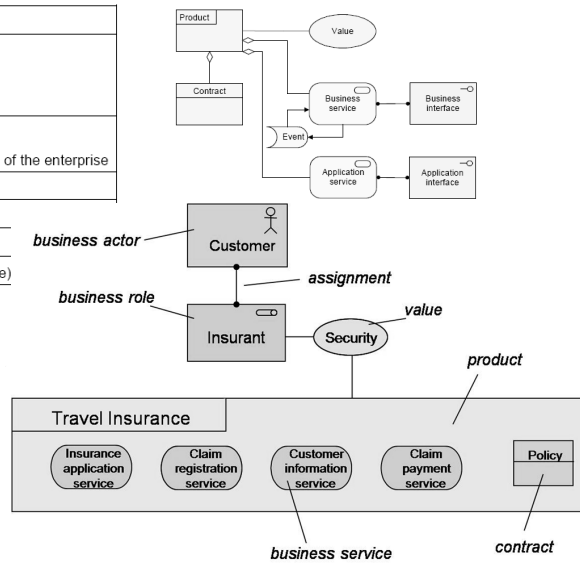 Product
Value
Contract
Business
service
Business
interface
Event
of the enterprise
Application
service
Application
interface
business actor
Customer
e)
assignment
business role
Insurant
value
Security
product
Travel Insurance
Insurance
application
service
Claim
registration
service
Customer
information
service
Claim
payment
service
Policy
business service
contract